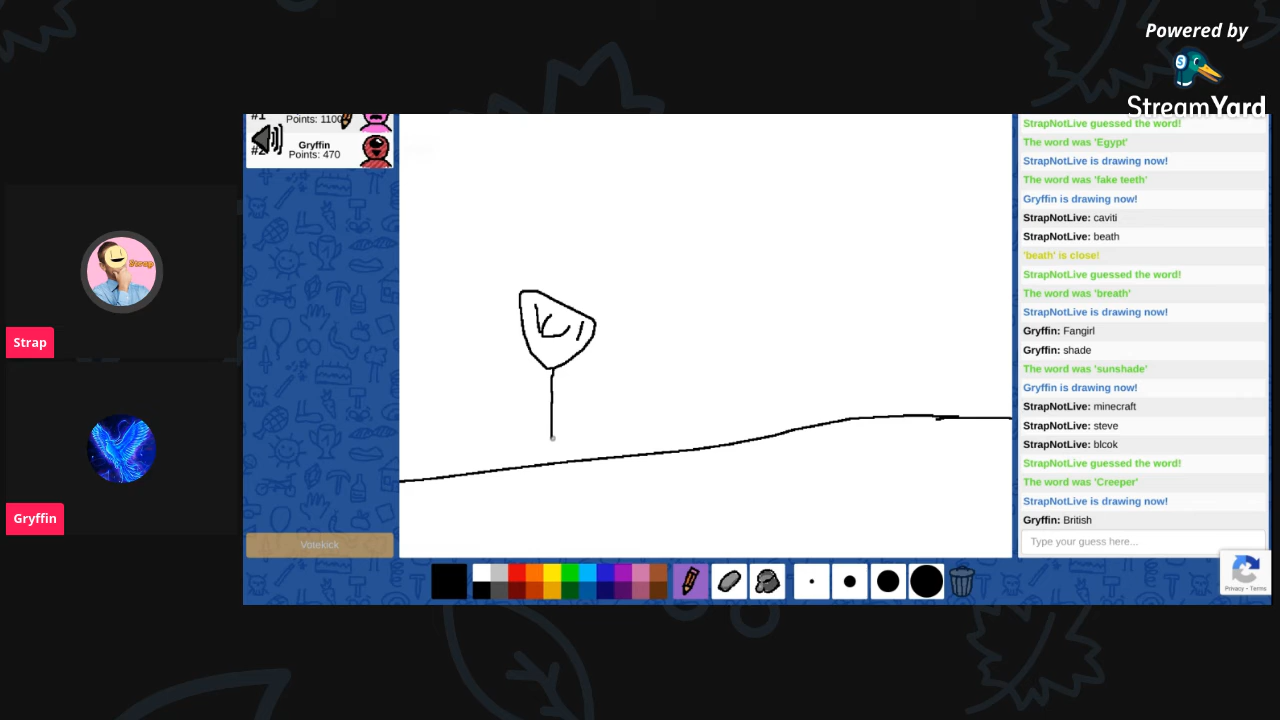 Powered by
StreamYard
#1
Points: 1100
Gryffin
#2
Points: 470
StrapNotLive guessed the word!
The word was 'Egypt'
StrapNotLive is drawing now!
The word was 'fake teeth'
Gryffin is drawing now!
StrapNotLive: caviti
StrapNotLive: beath
'beath' is close!
StrapNotLive guessed the word!
The word was 'breath'
StrapNotLive is drawing now!
Gryffin: Fangirl
Gryffin: shade
The word was 'sunshade'
Gryffin is drawing now!
StrapNotLive: minecraft
StrapNotLive: steve
StrapNotLive: blcok
StrapNotLive guessed the word!
The word was 'Creeper'
StrapNotLive is drawing now!
Gryffin: British
Type your guess here...
Strap
Strap
Gryffin
Votekick
Privacy - Terms